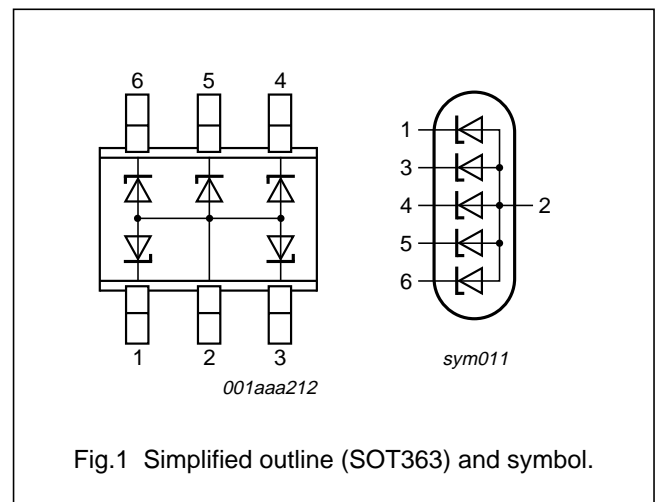 6 5 4
1 2 3
001aaa212
1
3
4
5
6
2
sym011
Fig.1 Simplified outline (SOT363) and symbol.